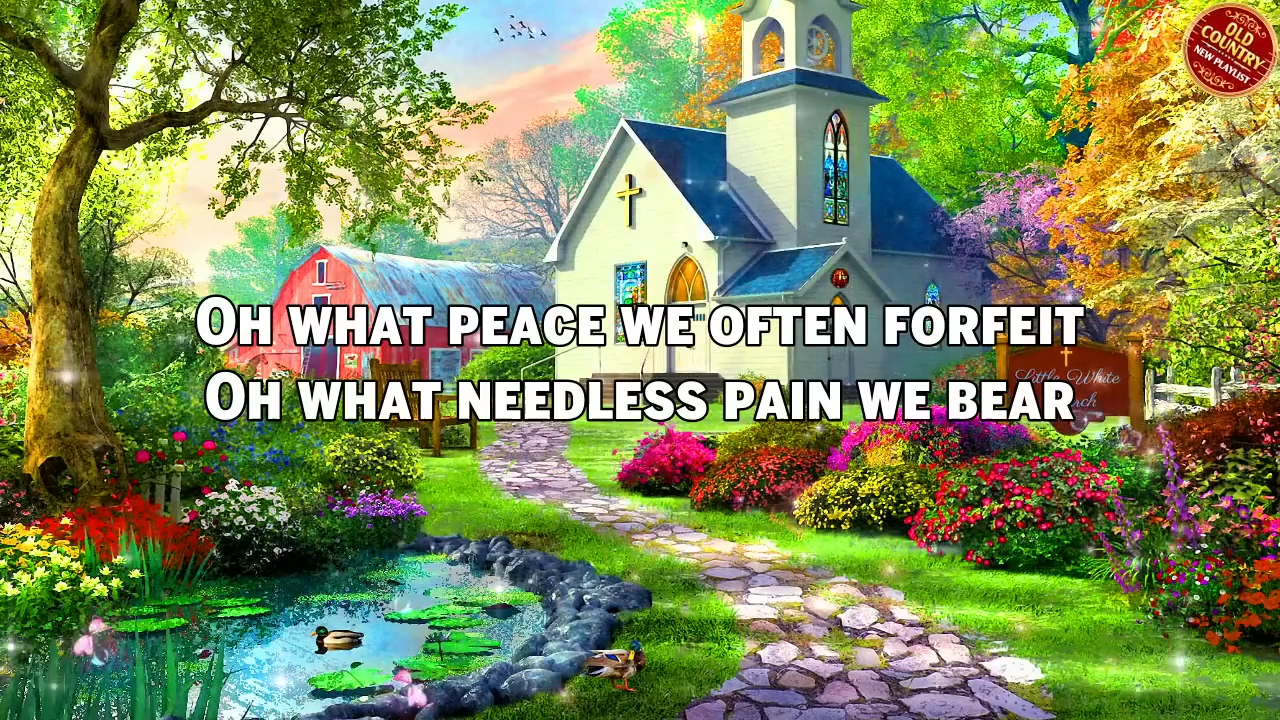 OLD
COUNTRY
NEW PLAYLIST
OH WHAT PEACE WE OFTEN FORFEIT
OH WHAT NEEDLESS PAIN WE BEAR
Little White